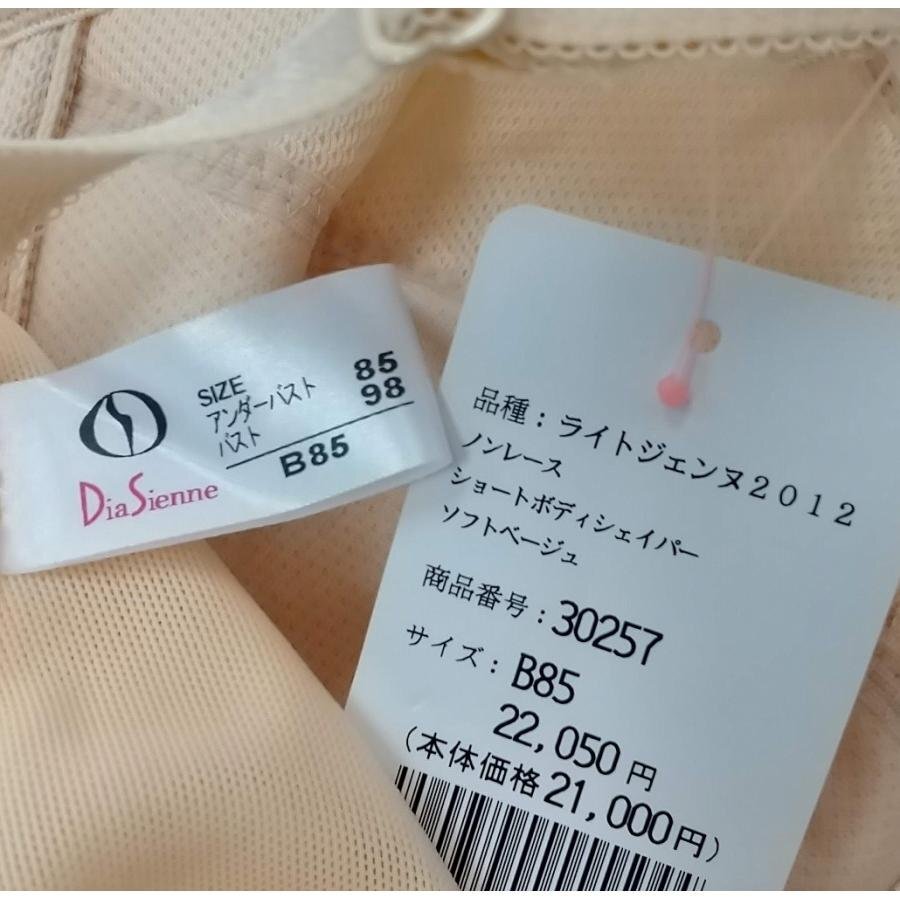 SIZE
アンダーバスト 85
バスト 98
B85
DiaSienne
品種：ライトジェンヌ２０１２
ノンレース
ショートボディシェイパー
ソフトベージュ
商品番号：30257
サイズ：B85
22,050円
（本体価格21,000円）